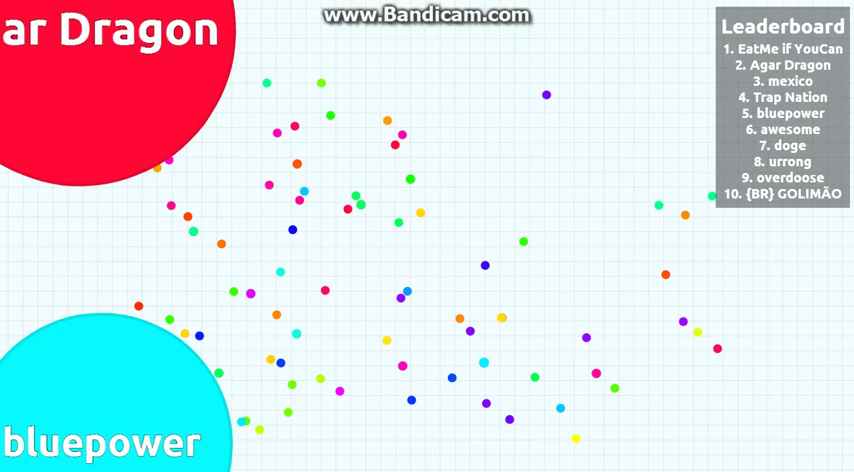 www.Bandicam.com
ar Dragon
Leaderboard
1. EatMe if YouCan
2. Agar Dragon
3. mexico
4. Trap Nation
5. bluepower
6. awesome
7. doge
8. urrong
9. overdoose
10. {BR} GOLIMÃO
bluepower